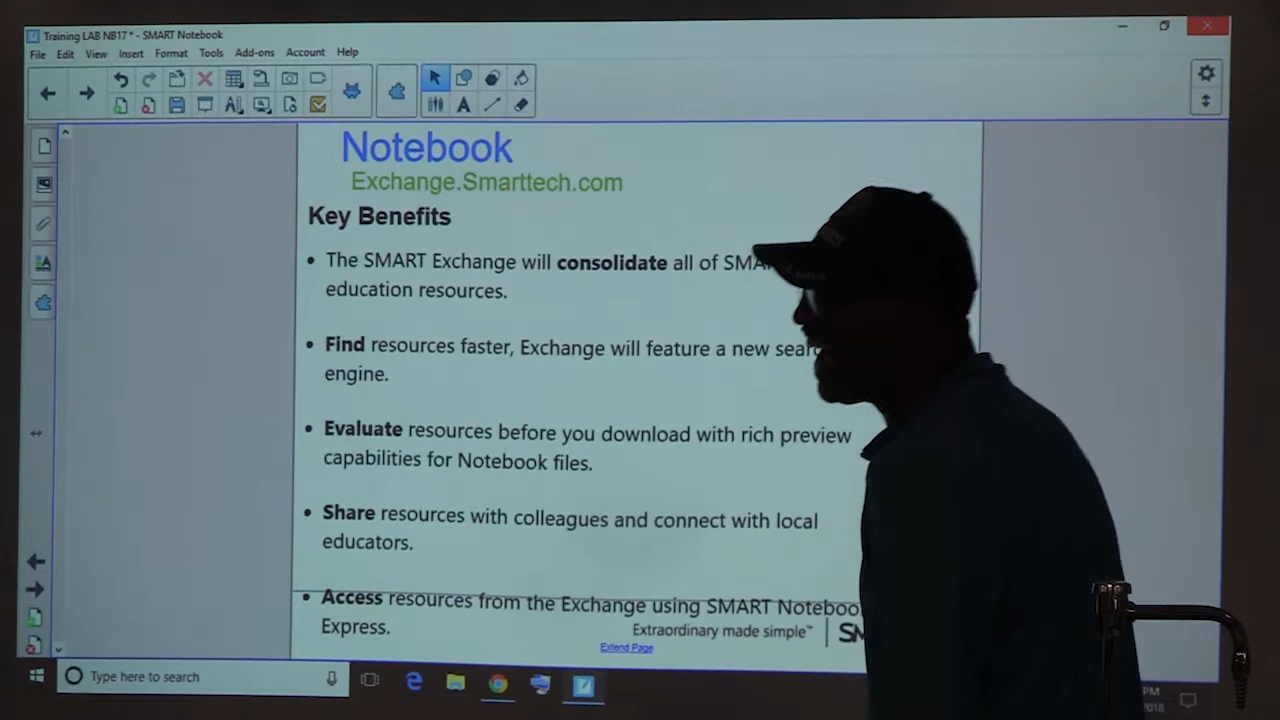 Training LAB NB17 * - SMART Notebook
File Edit View Insert Format Tools Add-ons Account Help
Notebook
Exchange.Smarttech.com
Key Benefits
• The SMART Exchange will consolidate all of
education resources.
• Find resources faster, Exchange will feature a new
engine.
• Evaluate resources before you download with rich preview
capabilities for Notebook files.
• Share resources with colleagues and connect with local
educators.
• Access resources from the Exchange using SMART
Express.
Extraordinary made simple™
Extend Page
Type here to search
PM
2018